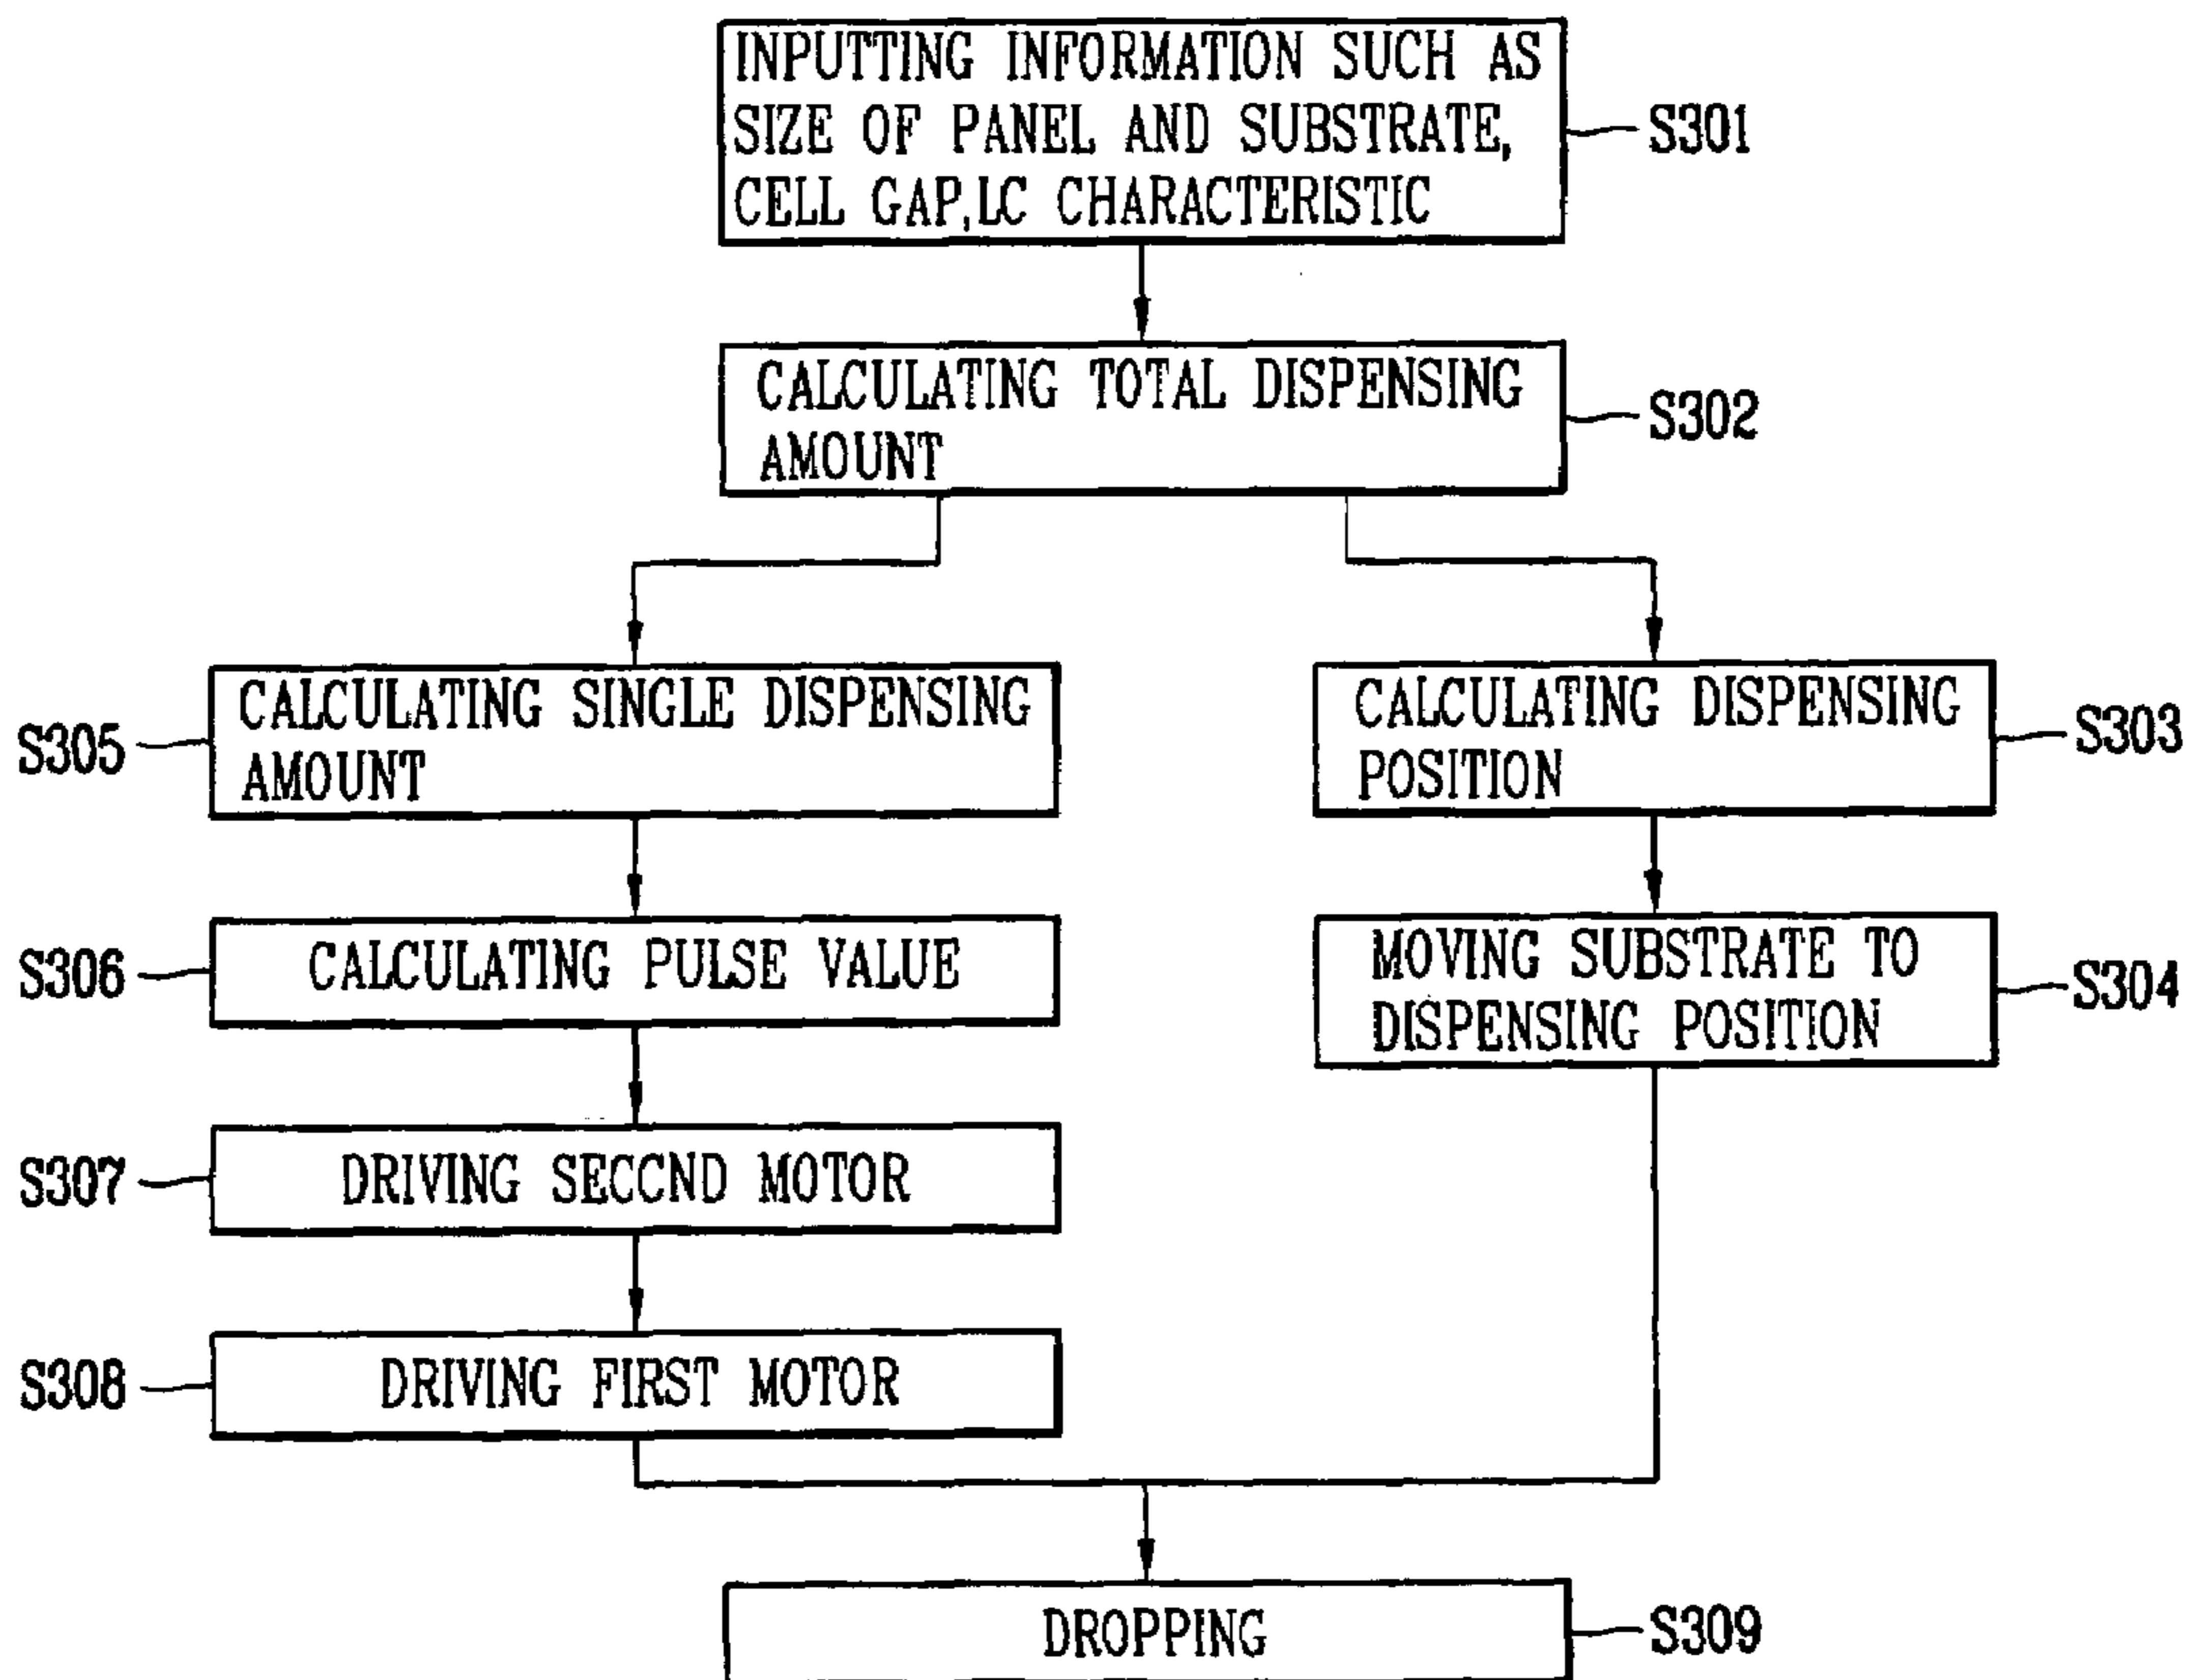 INPUTTING INFORMATION SUCH AS
SIZE OF PANEL AND SUBSTRATE,
CELL GAP,LC CHARACTERISTIC
S301
CALCULATING TOTAL DISPENSING
AMOUNT
S302
S305
CALCULATING SINGLE DISPENSING
AMOUNT
CALCULATING DISPENSING
POSITION
S303
S306
CALCULATING PULSE VALUE
MOVING SUBSTRATE TO
DISPENSING POSITION
S304
S307
DRIVING SECCND MOTOR
S308
DRIVING FIRST MOTOR
DROPPING
S309